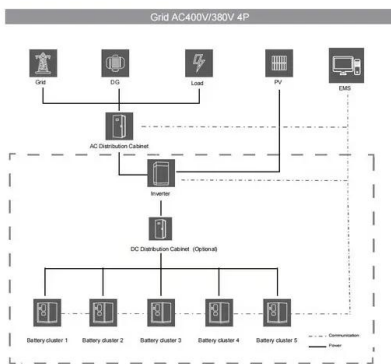 Grid AC400V/380V 4P
Grid
DG
Load
PV
EMS
AC Distribution Cabinet
Inverter
DC Distribution Cabinet (Optional)
Battery cluster 1
Battery cluster 2
Battery cluster 3
Battery cluster 4
Battery cluster 5
Communication
Power